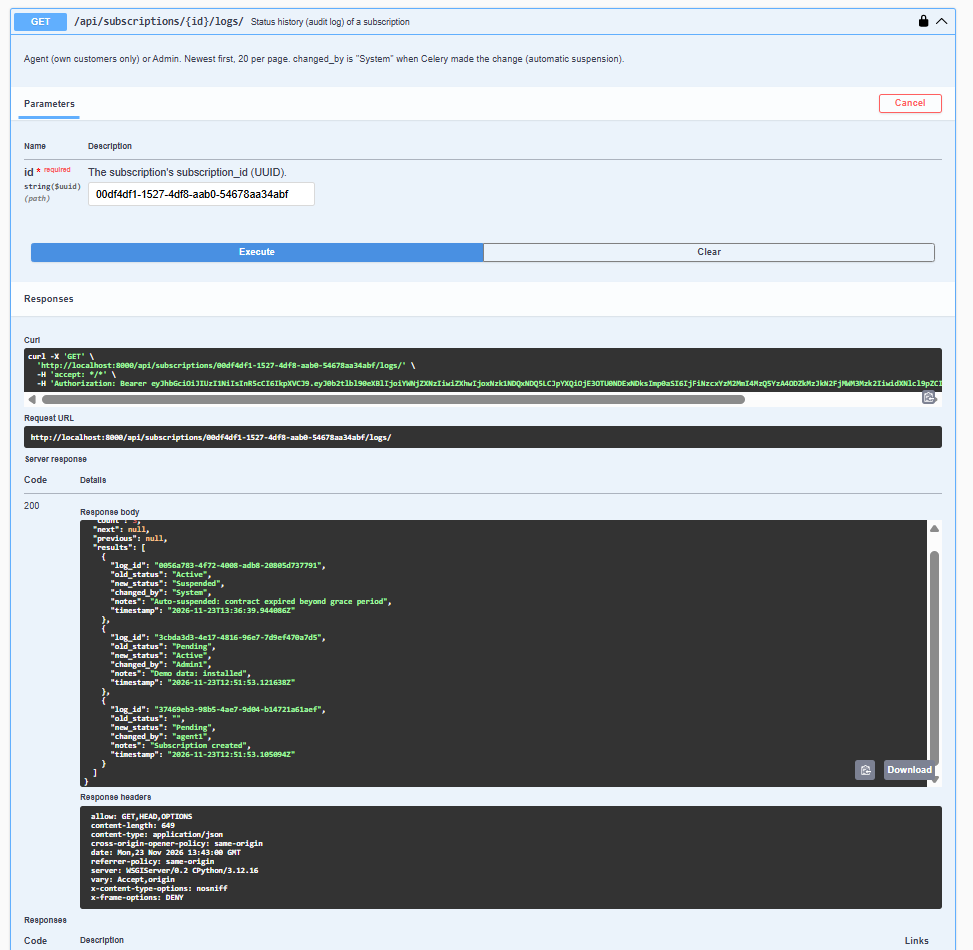 GET /api/subscriptions/{id}/logs/ Status history (audit log) of a subscription
Agent (own customers only) or Admin. Newest first, 20 per page. changed_by is "System" when Celery made the change (automatic suspension).
Parameters
Cancel
Name Description
id * required The subscription's subscription_id (UUID).
string($uuid)
(path)
00df4df1-1527-4df8-aab0-54678aa34abf
Execute
Clear
Responses
Curl
curl -X 'GET' \
'http://localhost:8000/api/subscriptions/00df4df1-1527-4df8-aab0-54678aa34abf/logs/' \
-H 'accept: */*' \
-H 'Authorization: Bearer
Request URL
http://localhost:8000/api/subscriptions/00df4df1-1527-4df8-aab0-54678aa34abf/logs/
Server response
Code Details
200
Response body
"count": 3,
"next": null,
"previous": null,
"results": [
{
"log_id": "0056a783-4f72-4008-adb8-20805d737791",
"old_status": "Active",
"new_status": "Suspended",
"changed_by": "System",
"notes": "Auto-suspended: contract expired beyond grace period",
"timestamp": "2026-11-23T13:36:39.944086Z"
},
{
"log_id": "3cbda3d3-4e17-4816-96e7-7d9ef470a7d5",
"old_status": "Pending",
"new_status": "Active",
"changed_by": "Admin1",
"notes": "Demo data: installed",
"timestamp": "2026-11-23T12:51:53.121638Z"
},
{
"log_id": "37469eb3-98b5-4ae7-9d04-b14721a61aef",
"old_status": "",
"new_status": "Pending",
"changed_by": "agent1",
"notes": "Subscription created",
"timestamp": "2026-11-23T12:51:53.105094Z"
}
]
}
Download
Response headers
allow: GET,HEAD,OPTIONS
content-length: 649
content-type: application/json
cross-origin-opener-policy: same-origin
date: Mon,23 Nov 2026 13:43:00 GMT
referrer-policy: same-origin
server: WSGIServer/0.2 CPython/3.12.16
vary: Accept,origin
x-content-type-options: nosniff
x-frame-options: DENY
Responses
Code Description Links